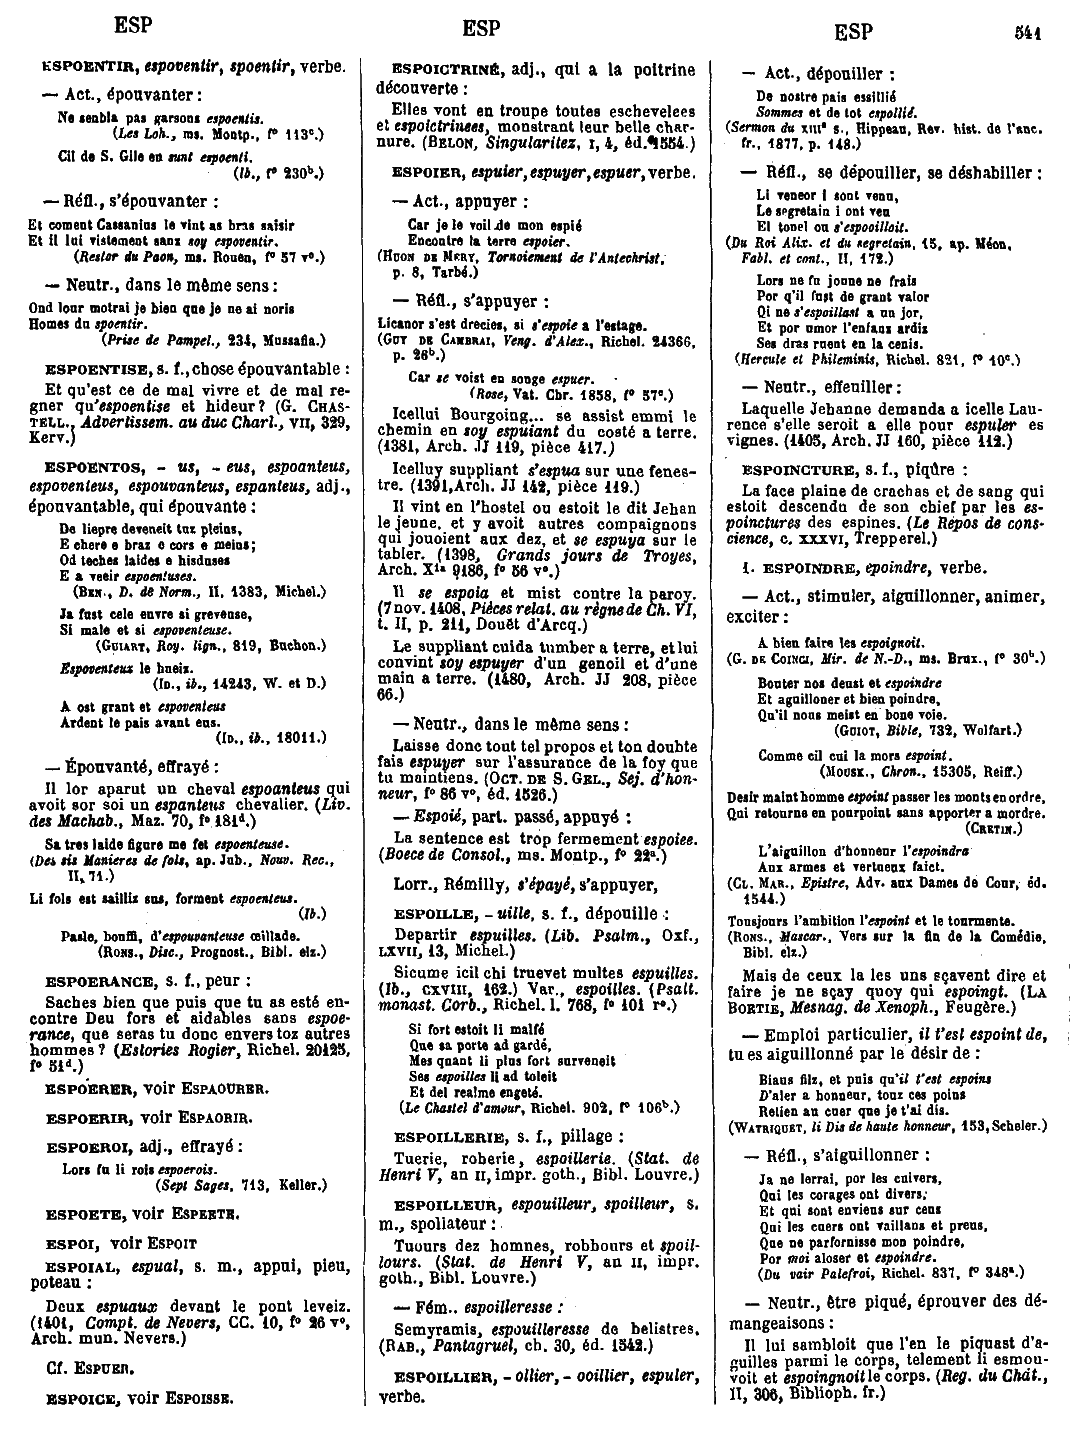 ESP
ESP
ESP 541
ESPOENTIR, espoventir, spoentir, verbe.
— Act., épouvanter :
Ne senbla pas garsons espoentis.
(Les Loh., ms. Montp., f° 113ᶜ.)
Cil de S. Gile en sunt espoenti.
(Ib., f° 230ᵇ.)
— Réfl., s'épouvanter :
Et coment Cassanius le vint as bras saisir
Et il lui vistement sanz soy espoventir.
(Restor du Paon, ms. Rouen, f° 57 v°.)
— Neutr., dans le même sens :
Ond lour motrai je bien que je ne ai noris
Homes du spoentir.
(Prise de Pampel., 234, Mussafia.)
ESPOENTISE, s. f., chose épouvantable :
Et qu'est ce de mal vivre et de mal re-
gner qu'espoentise et hideur? (G. CHAS-
TELL., Advertissem. au duc Charl., VII, 329,
Kerv.)
ESPOENTOS, - us, - eus, espoanteus,
espoventeus, espouvanteus, espanteus, adj.,
épouvantable, qui épouvante :
De liepre deveneit tuz pleins,
E chere e braz e cors e meins;
Od teches laides e hisduses
E a veeir espoentuses.
(BEN., D. de Norm., II, 1383, Michel.)
Ja fust cele euvre si grevense,
Si male et si espoventeuse.
(GUIART, Roy. lign., 819, Buchon.)
Espoventeux le hueix.
(ID., ib., 14243, W. et D.)
A ost grant et espoventeus
Ardent le pais avant eus.
(ID., ib., 18011.)
— Épouvanté, effrayé :
Il lor aparut un cheval espoanteus qui
avoit sor soi un espanteus chevalier. (Liv.
des Machab., Maz. 70, f° 181ᵈ.)
Sa tres laide figure me fet espoenteuse.
(Des sis Manieres de fols, ap. Jub., Nouv. Rec.,
II, 71.)
Li fols est sailliz sus, forment espoenteus.
(Ib.)
Pasle, bouffi, d'espouvanteuse œillade.
(RONS., Disc., Prognost., Bibl. elz.)
ESPOERANCE, s. f., peur :
Saches bien que puis que tu as esté en-
contre Deu fors et aidables sans espoe-
rance, que seras tu donc envers toz autres
hommes? (Estories Rogier, Richel. 20125,
f° 51ᵈ.)
ESPOERER, voir ESPAOURER.
ESPOERIR, voir ESPAORIR.
ESPOEROI, adj., effrayé :
Lors fu li rois espoerois.
(Sept Sages, 713, Keller.)
ESPOETE, voir ESPEETE.
ESPOI, voir ESPOIT
ESPOIAL, espual, s. m., appui, pieu,
poteau :
Deux espuaux devant le pont leveiz.
(1401, Compt. de Nevers, CC. 10, f° 26 v°,
Arch. mun. Nevers.)
Cf. ESPUER.
ESPOICE, voir ESPOISSE.
ESPOICTRINÉ, adj., qui a la poitrine
découverte :
Elles vont en troupe toutes eschevelees
et espoictrinees, monstrant leur belle char-
nure. (BELON, Singularitez, I, 4, éd. 1554.)
ESPOIER, espuier, espuyer, espuer, verbe.
— Act., appuyer :
Car je le voil de mon espié
Encontre la terre espoier.
(HUON DE MERY, Tornoiement de l'Antechrist,
p. 8, Tarbé.)
— Réfl., s'appuyer :
Licanor s'est drecies, si s'espoie a l'estage.
(GUY DE CAMBRAI, Veng. d'Alex., Richel. 24366,
p. 26ᵇ.)
Car se voist en songe espuer.
(Rose, Vat. Chr. 1858, f° 57ᶜ.)
Icellui Bourgoing... se assist emmi le
chemin en soy espuiant du costé a terre.
(1381, Arch. JJ 119, pièce 417.)
Icelluy suppliant s'espua sur une fenes-
tre. (1391, Arch. JJ 142, pièce 119.)
Il vint en l'hostel ou estoit le dit Jehan
le jeune, et y avoit autres compaignons
qui jouoient aux dez, et se espuya sur le
tabler. (1398, Grands jours de Troyes,
Arch. X¹ᵃ 9186, f° 56 v°.)
Il se espoia et mist contre la paroy.
(7 nov. 1408, Pièces relat. au règne de Ch. VI,
t. II, p. 211, Douët d'Arcq.)
Le suppliant cuida tumber a terre, et lui
convint soy espuyer d'un genoil et d'une
main a terre. (1480, Arch. JJ 208, pièce
66.)
— Neutr., dans le même sens :
Laisse donc tout tel propos et ton doubte
fais espuyer sur l'assurance de la foy que
tu maintiens. (OCT. DE S. GEL., Sej. d'hon-
neur, f° 86 v°, éd. 1526.)
— Espoié, part. passé, appuyé :
La sentence est trop fermement espoiee.
(Boece de Consol., ms. Montp., f° 22ᵃ.)
Lorr., Rémilly, s'épayé, s'appuyer,
ESPOILLE, - uille, s. f., dépouille :
Departir espuilles. (Lib. Psalm., Oxf.,
LXVII, 13, Michel.)
Sicume icil chi truevet multes espuilles.
(Ib., CXVIII, 162.) Var., espoilles. (Psalt.
monast. Corb., Richel. l. 768, f° 101 r°.)
Si fort estoit li malfé
Que sa porte ad gardé,
Mes quant li plus fort surveneit
Ses espoilles li ad toleit
Et del realme engeté.
(Le Chastel d'amour, Richel. 902, f° 106ᵇ.)
ESPOILLERIE, s. f., pillage :
Tuerie, roberie, espoillerie. (Stat. de
Henri V, an II, impr. goth., Bibl. Louvre.)
ESPOILLEUR, espouilleur, spoilleur, s.
m., spoliateur :
Tuours dez homnes, robbours et spoil-
lours. (Stat. de Henri V, an II, impr.
goth., Bibl. Louvre.)
— Fém.. espoilleresse :
Semyramis, espouilleresse de belistres.
(RAB., Pantagruel, ch. 30, éd. 1542.)
ESPOILLIER, - ollier, - ooillier, espuler,
verbe.
— Act., dépouiller :
De nostre pais essillié
Sommes et de tot espollié.
(Sermon du XIIIᵉ s., Hippeau, Rev. hist. de l'anc.
fr., 1877, p. 148.)
— Réfl., se dépouiller, se déshabiller :
Li veneor i sont venu,
Le segretain i ont veu
El tonel ou s'espooilloit.
(Du Roi Alix. et du segretain, 15, ap. Méon,
Fabl. et cont., II, 172.)
Lors ne fu joune ne frais
Por q'il fust de grant valor
Qi ne s'espoillast a un jor,
Et por amor l'enfans ardiz
Ses dras ruent en la cenis.
(Hercule et Phileminis, Richel. 821, f° 10ᶜ.)
— Neutr., effeniller :
Laquelle Jehanne demanda a icelle Lau-
rence s'elle seroit a elle pour espuler es
vignes. (1405, Arch. JJ 160, pièce 112.)
ESPOINCTURE, s. f., piqûre :
La face plaine de crachas et de sang qui
estoit descendu de son chief par les es-
poinctures des espines. (Le Repos de cons-
cience, c. XXXVI, Trepperel.)
1. ESPOINDRE, epoindre, verbe.
— Act., stimuler, aiguillonner, animer,
exciter :
A bien faire les espoignoit.
(G. DE COINCI, Mir. de N.-D., ms. Brux., f° 30ᵇ.)
Bouter nos deust et espoindre
Et aguilloner et bien poindre,
Qu'il nous meist en bone voie.
(GUIOT, Bible, 732, Wolfart.)
Comme cil cui la mors espoint.
(MOUSK., Chron., 15305, Reiff.)
Desir maint homme espoint passer les monts en ordre,
Qui retourne en pourpoint sans apporter a mordre.
(CRETIN.)
L'aiguillon d'honneur l'espoindra
Aux armes et vertueux faict.
(CL. MAR., Epistre, Adv. aux Dames de Cour, éd.
1544.)
Tousjours l'ambition l'espoint et le tourmente.
(RONS., Mascar., Vers sur la fin de la Comédie,
Bibl. elz.)
Mais de ceux la les uns sçavent dire et
faire je ne sçay quoy qui espoingt. (LA
BOETIE, Mesnag. de Xenoph., Feugère.)
— Emploi particulier, il t'est espoint de,
tu es aiguillonné par le désir de :
Biaus filz, et puis qu'il t'est espoins
D'aler a honneur, touz ces poins
Retien au cuer que je t'ai dis.
(WATRIQUET, li Dis de haute honneur, 153, Scheler.)
— Réfl., s'aiguillonner :
Ja ne lerrai, por les cuivers,
Qui les corages ont divers,
Et qui sont envieus sur ceus
Qui les cuers ont vaillans et preus,
Que ne parfornisse mon poindre,
Por moi aloser et espoindre.
(Du vair Palefroi, Richel. 837, f° 348ᵃ.)
— Neutr., être piqué, éprouver des dé-
mangeaisons :
Il lui sambloit que l'en le piquast d'a-
guilles parmi le corps, telement li esmou-
voit et espoingnoit le corps. (Reg. du Chât.,
II, 306, Biblioph. fr.)